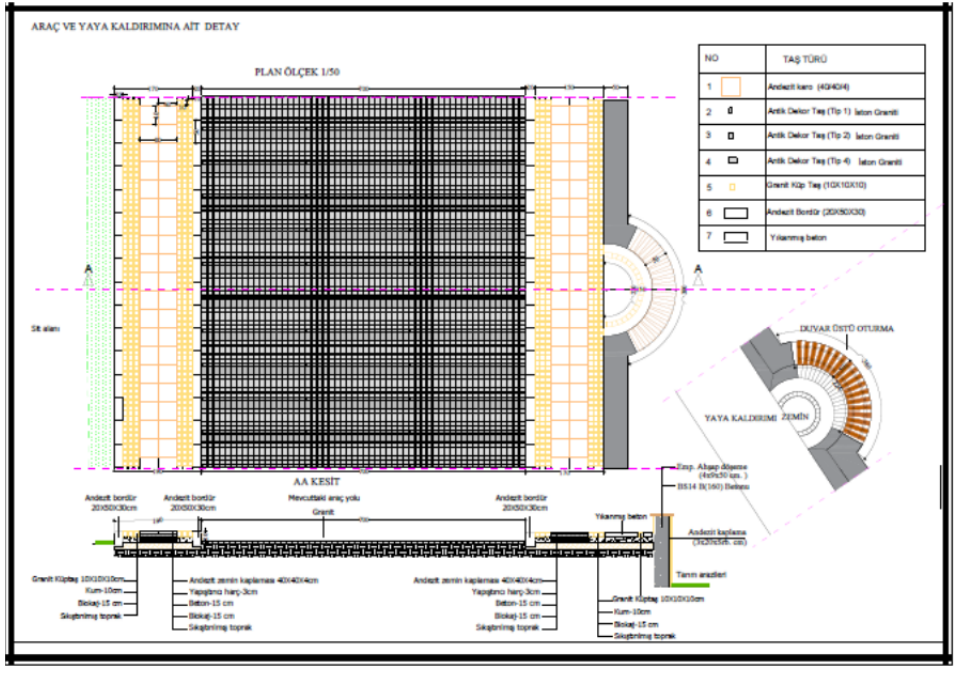 ARAÇ VE YAYA KALDIRIMINA AİT DETAY
PLAN ÖLÇEK 1/50
NO TAŞ TÜRÜ
1 Andezit karo (40/40/4)
2 Antik Dekor Taş (Tip 1) İston Graniti
3 Antik Dekor Taş (Tip 2) İston Graniti
4 Antik Dekor Taş (Tip 4) İston Graniti
5 Granit Küp Taş (10X10X10)
6 Andezit Bordür (20X50X30)
7 Yıkanmış beton
A
A
Sit alanı
DUVAR ÜSTÜ OTURMA
YAYA KALDIRIMI ZEMİN
AA KESİT
Emp. Ahşap döşeme
(4x9x50 cm. )
BS14 B(160) Betonu
Andezit bordür
20X50X30cm
Andezit bordür
20X50X30cm
Mevcuttaki araç yolu
Granit
Andezit bordür
20X50X30cm
Yıkanmış beton
Andezit kaplama
(3x20xSrb. cm)
Tarım arazileri
Granit Küptaş 10X10X10cm
Kum-10cm
Blokaj-15 cm
Sıkıştırılmış toprak
Andezit zemin kaplaması 40X40X4cm
Yapıştırıcı harç-3cm
Beton-15 cm
Blokaj-15 cm
Sıkıştırılmış toprak
Andezit zemin kaplaması 40X40X4cm
Yapıştırıcı harç-3cm
Beton-15 cm
Blokaj-15 cm
Sıkıştırılmış toprak
Granit Küptaş 10X10X10cm
Kum-10cm
Blokaj-15 cm
Sıkıştırılmış toprak